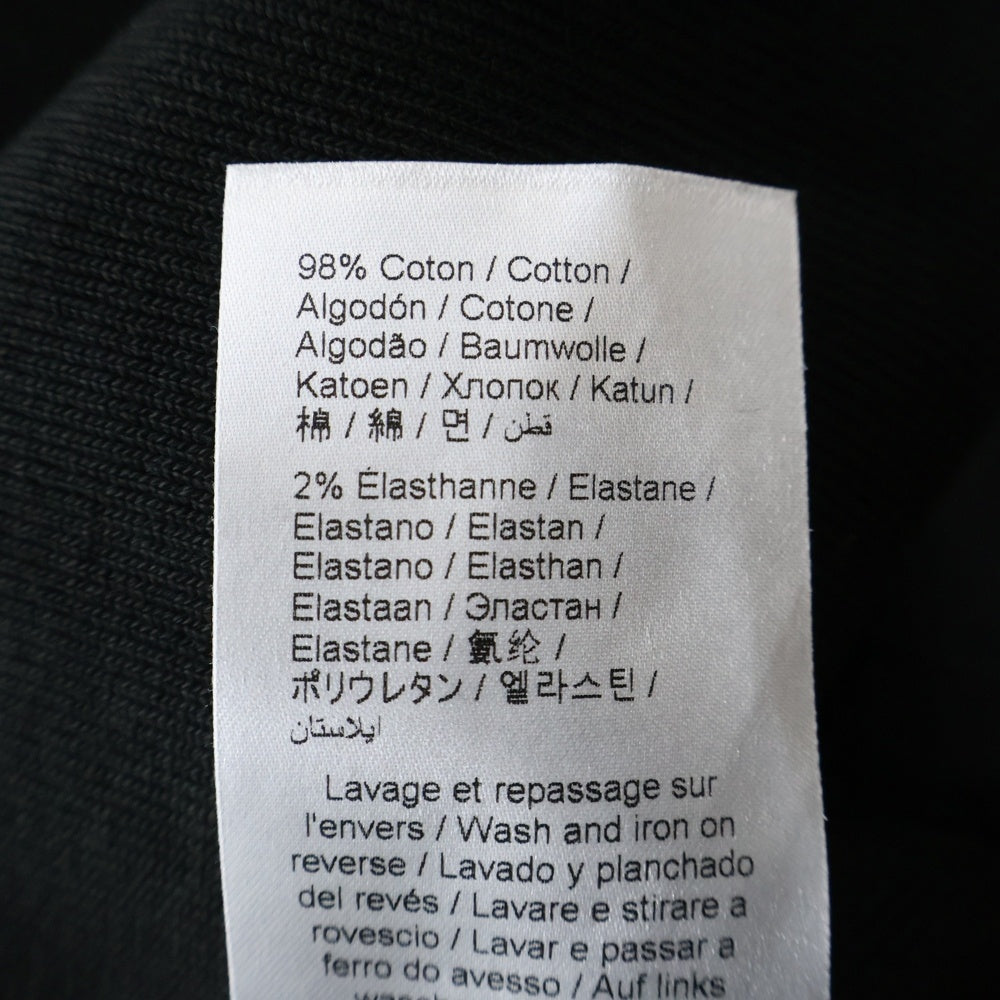 98% Coton / Cotton /
Algodón / Cotone /
Algodão / Baumwolle /
Katoen / Хлопок / Katun /
棉 / 綿 / 면 / قطن
2% Élasthanne / Elastane /
Elastano / Elastan /
Elastano / Elasthan /
Elastaan / Эластан /
Elastane / 氨纶 /
ポリウレタン / 엘라스틴 /
ايلاستان
Lavage et repassage sur
l'envers / Wash and iron on
reverse / Lavado y planchado
del revés / Lavare e stirare a
rovescio / Lavar e passar a
ferro do avesso / Auf links